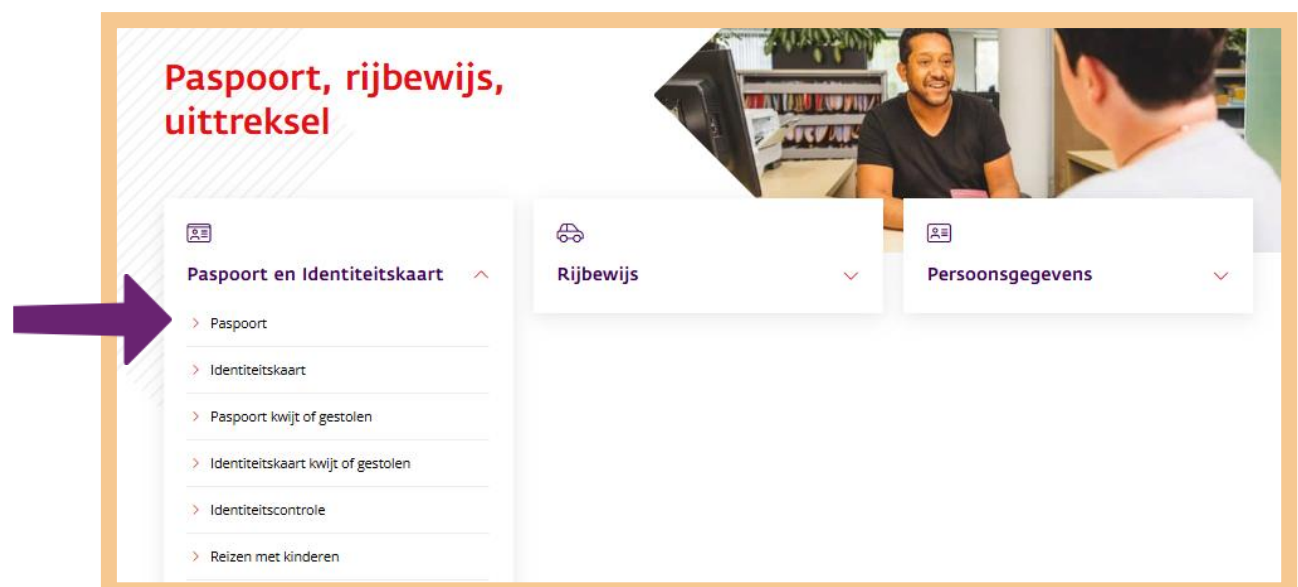 Paspoort, rijbewijs,
uittreksel
Paspoort en Identiteitskaart
Paspoort
Identiteitskaart
Paspoort kwijt of gestolen
Identiteitskaart kwijt of gestolen
Identiteitscontrole
Reizen met kinderen
Rijbewijs
Persoonsgegevens